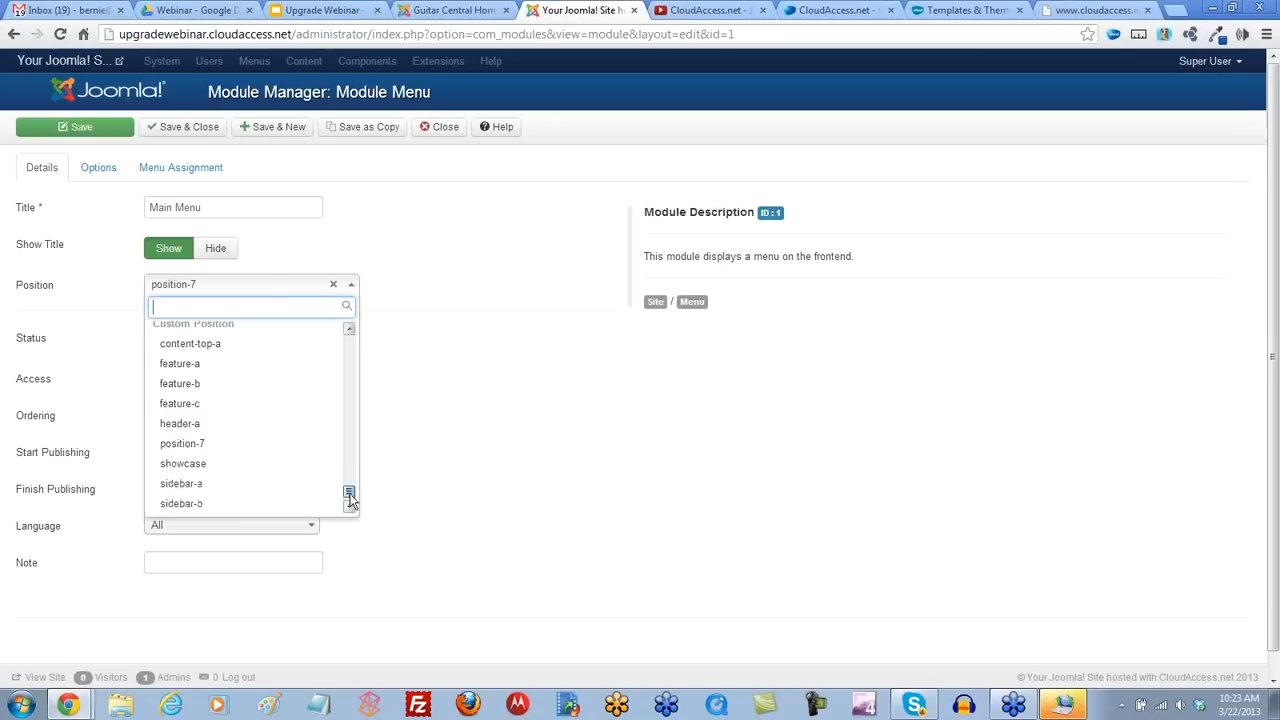 Inbox (19) - bernie@
Webinar - Google D
Upgrade Webinar -
Guitar Central Hom
Your Joomla! Site h
CloudAccess.net - J
CloudAccess.net -
Templates & Them
www.cloudaccess.n
upgradewebinar.cloudaccess.net/administrator/index.php?option=com_modules&view=module&layout=edit&id=1
Your Joomla! S... System Users Menus Content Components Extensions Help Super User
Joomla! Module Manager: Module Menu
Save Save & Close Save & New Save as Copy Close Help
Details Options Menu Assignment
Title * Main Menu
Module Description ID : 1
Show Title Show Hide
This module displays a menu on the frontend.
Position position-7
Site / Menu
Custom Position
content-top-a
feature-a
feature-b
feature-c
header-a
position-7
showcase
sidebar-a
sidebar-b
Status
Access
Ordering
Start Publishing
Finish Publishing
Language All
Note
View Site 0 Visitors 1 Admins 0 Log out
© Your Joomla! Site hosted with CloudAccess.net 2013
10:23 AM
3/22/2013